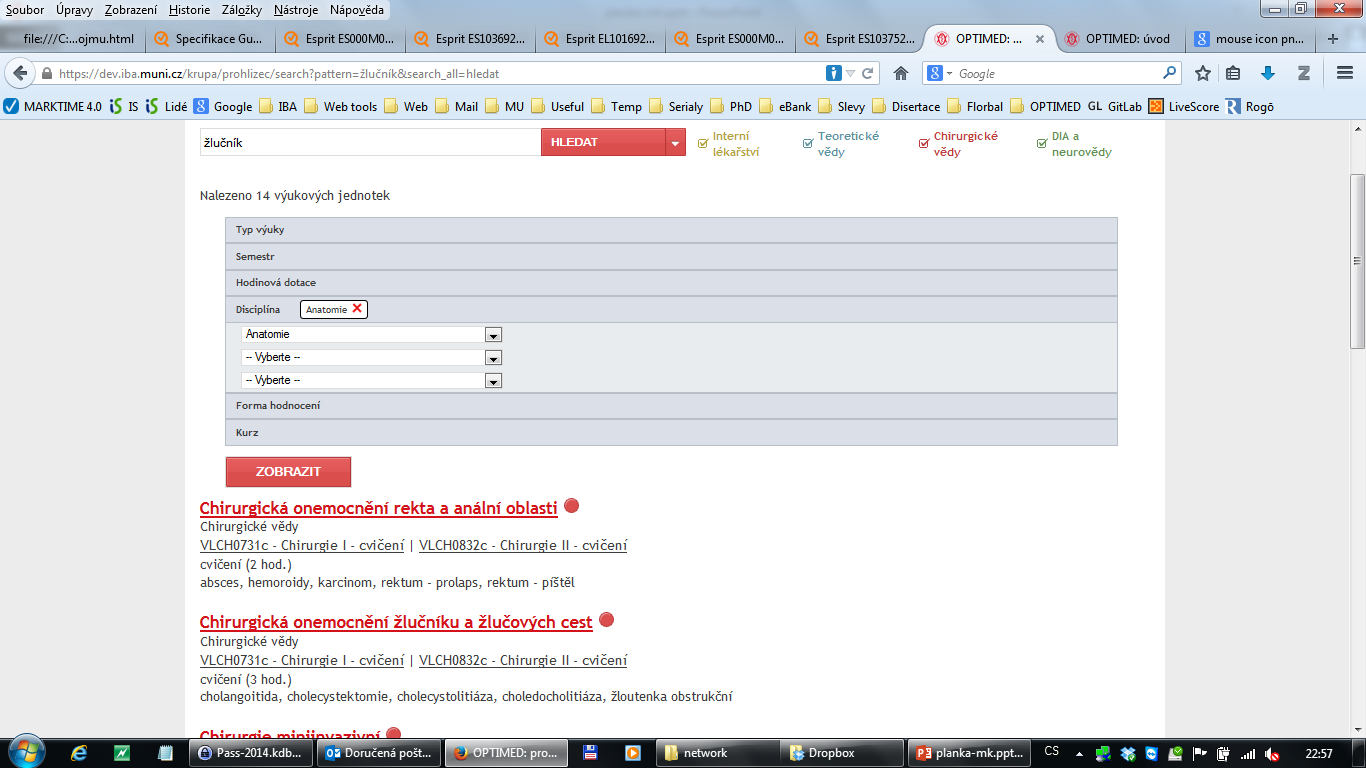 Soubor Úpravy Zobrazení Historie Záložky Nástroje Nápověda
file:///C:...ojmu.html Specifikace Gu... Esprit ES000M0... Esprit ES103692... Esprit EL101692... Esprit ES000M0... Esprit ES103752... OPTIMED: ... OPTIMED: úvod mouse icon pn...
https://dev.iba.muni.cz/krupa/prohlizec/search?pattern=žlučník&search_all=hledat Google
MARKTIME 4.0 IS Lidé Google IBA Web tools Web Mail MU Useful Temp Serialy PhD eBank Slevy Disertace Florbal OPTIMED GL GitLab LiveScore Rogō
žlučník HLEDAT
Interní lékařství
Teoretické vědy
Chirurgické vědy
DIA a neurovědy
Nalezeno 14 výukových jednotek
Typ výuky
Semestr
Hodinová dotace
Disciplína Anatomie
Anatomie
-- Vyberte --
-- Vyberte --
Forma hodnocení
Kurz
ZOBRAZIT
Chirurgická onemocnění rekta a anální oblasti
Chirurgické vědy
VLCH0731c - Chirurgie I - cvičení | VLCH0832c - Chirurgie II - cvičení
cvičení (2 hod.)
absces, hemoroidy, karcinom, rektum - prolaps, rektum - píštěl
Chirurgická onemocnění žlučníku a žlučových cest
Chirurgické vědy
VLCH0731c - Chirurgie I - cvičení | VLCH0832c - Chirurgie II - cvičení
cvičení (3 hod.)
cholangoitida, cholecystektomie, cholecystolitiáza, choledocholitiáza, žloutenka obstrukční
Chirurgie miniinvazivní
Pass-2014.kdb... Doručená pošt... OPTIMED: pro... network Dropbox planka-mk.ppt... CS 22:57